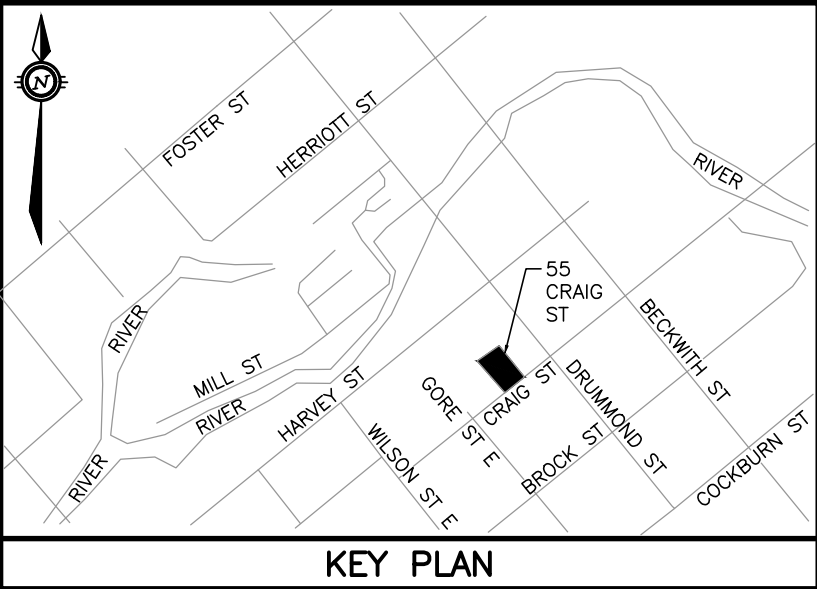 N
FOSTER ST
HERRIOTT ST
RIVER
55
CRAIG
ST
RIVER
BECKWITH ST
MILL ST
DRUMMOND ST
HARVEY ST
GORE ST E
CRAIG ST
RIVER
WILSON ST E
BROCK ST
COCKBURN ST
RIVER
KEY PLAN